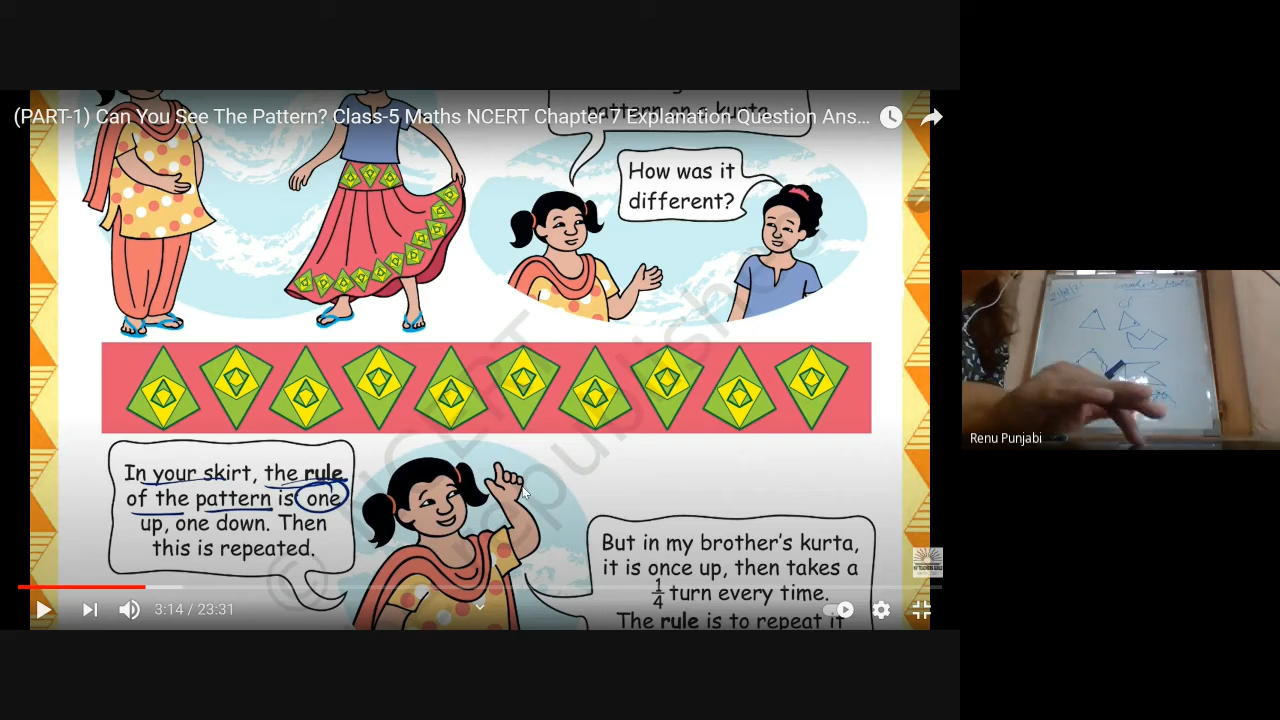 (PART-1) Can You See The Pattern? Class-5 Maths NCERT Chapter 7 Explanation Question Ans...
pattern on a kurta
How was it
different?
In your skirt, the rule
of the pattern is one
up, one down. Then
this is repeated.
But in my brother's kurta,
it is once up, then takes a
1/4 turn every time.
The rule is to repeat it
3:14 / 23:31
Renu Punjabi